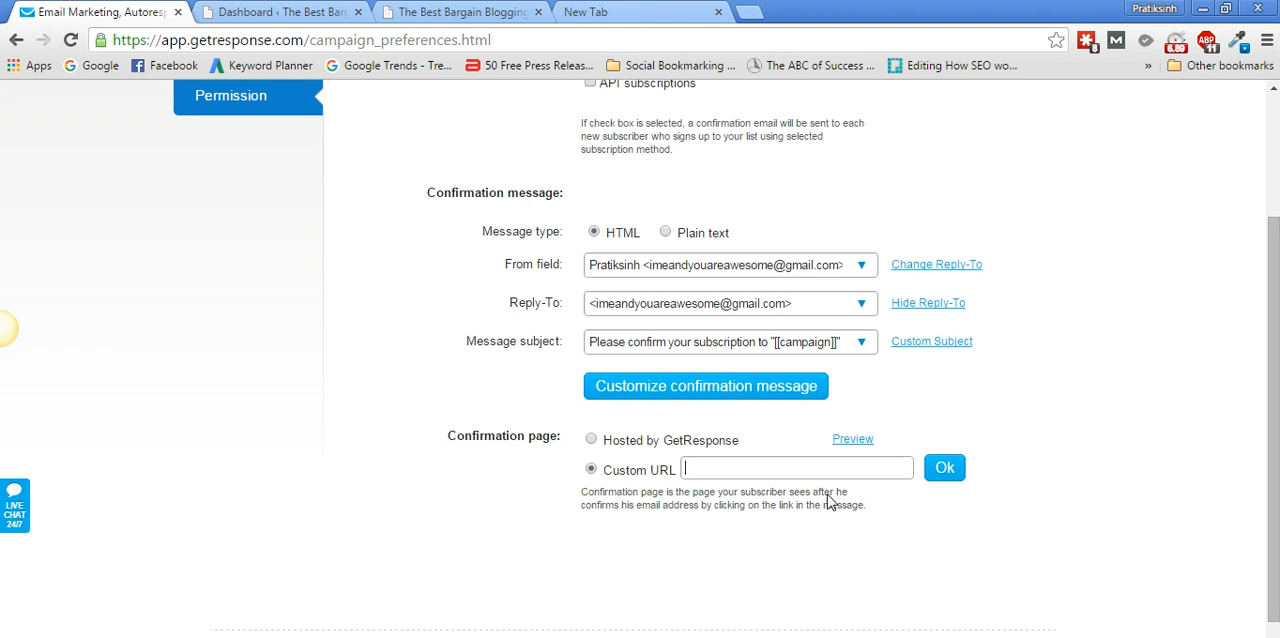 Email Marketing, Autoresp
Dashboard ‹ The Best Barg
The Best Bargain Blogging
New Tab
Pratiksinh
https://app.getresponse.com/campaign_preferences.html
8
M
6.89
ABP
11
Apps
Google
Facebook
Keyword Planner
Google Trends - Tre...
50 Free Press Releas...
Social Bookmarking ...
The ABC of Success ...
Editing How SEO wo...
»
Other bookmarks
Permission
API subscriptions
If check box is selected, a confirmation email will be sent to each
new subscriber who signs up to your list using selected
subscription method.
Confirmation message:
Message type:
HTML
Plain text
From field:
Pratiksinh <imeandyouareawesome@gmail.com>
Change Reply-To
Reply-To:
<imeandyouareawesome@gmail.com>
Hide Reply-To
Message subject:
Please confirm your subscription to "[[campaign]]"
Custom Subject
Customize confirmation message
Confirmation page:
Hosted by GetResponse
Preview
Custom URL
Ok
Confirmation page is the page your subscriber sees after he
confirms his email address by clicking on the link in the message.
LIVE
CHAT
24/7